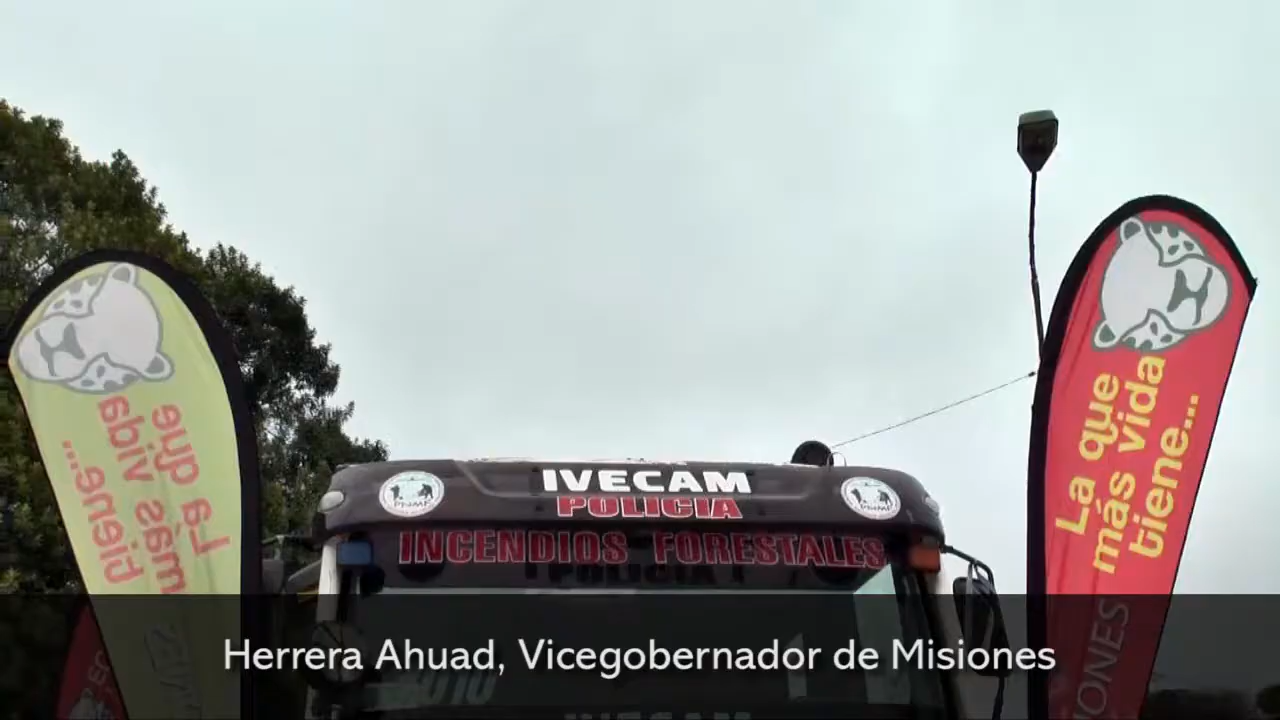 IVECAM
POLICIA
INCENDIOS FORESTALES
POLICIA
La que
más vida
tiene...
La que
más vida
tiene...
Herrera Ahuad, Vicegobernador de Misiones
IVECAM